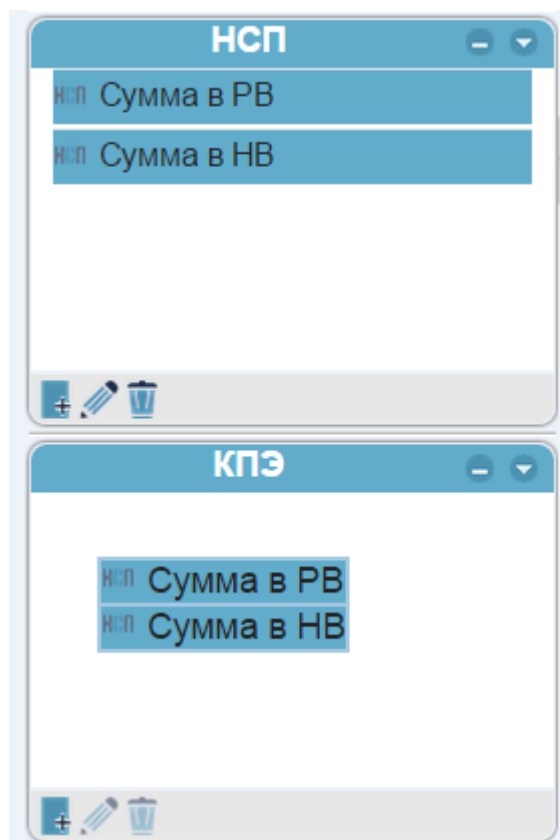 НСП
НСП Сумма в РВ
НСП Сумма в НВ
КПЭ
НСП Сумма в РВ
НСП Сумма в НВ